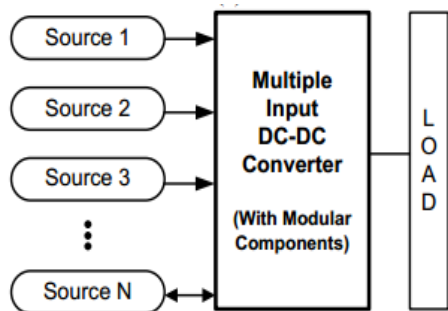 Source 1
Source 2
Source 3
Source N
Multiple
Input
DC-DC
Converter
(With Modular
Components)
L
O
A
D